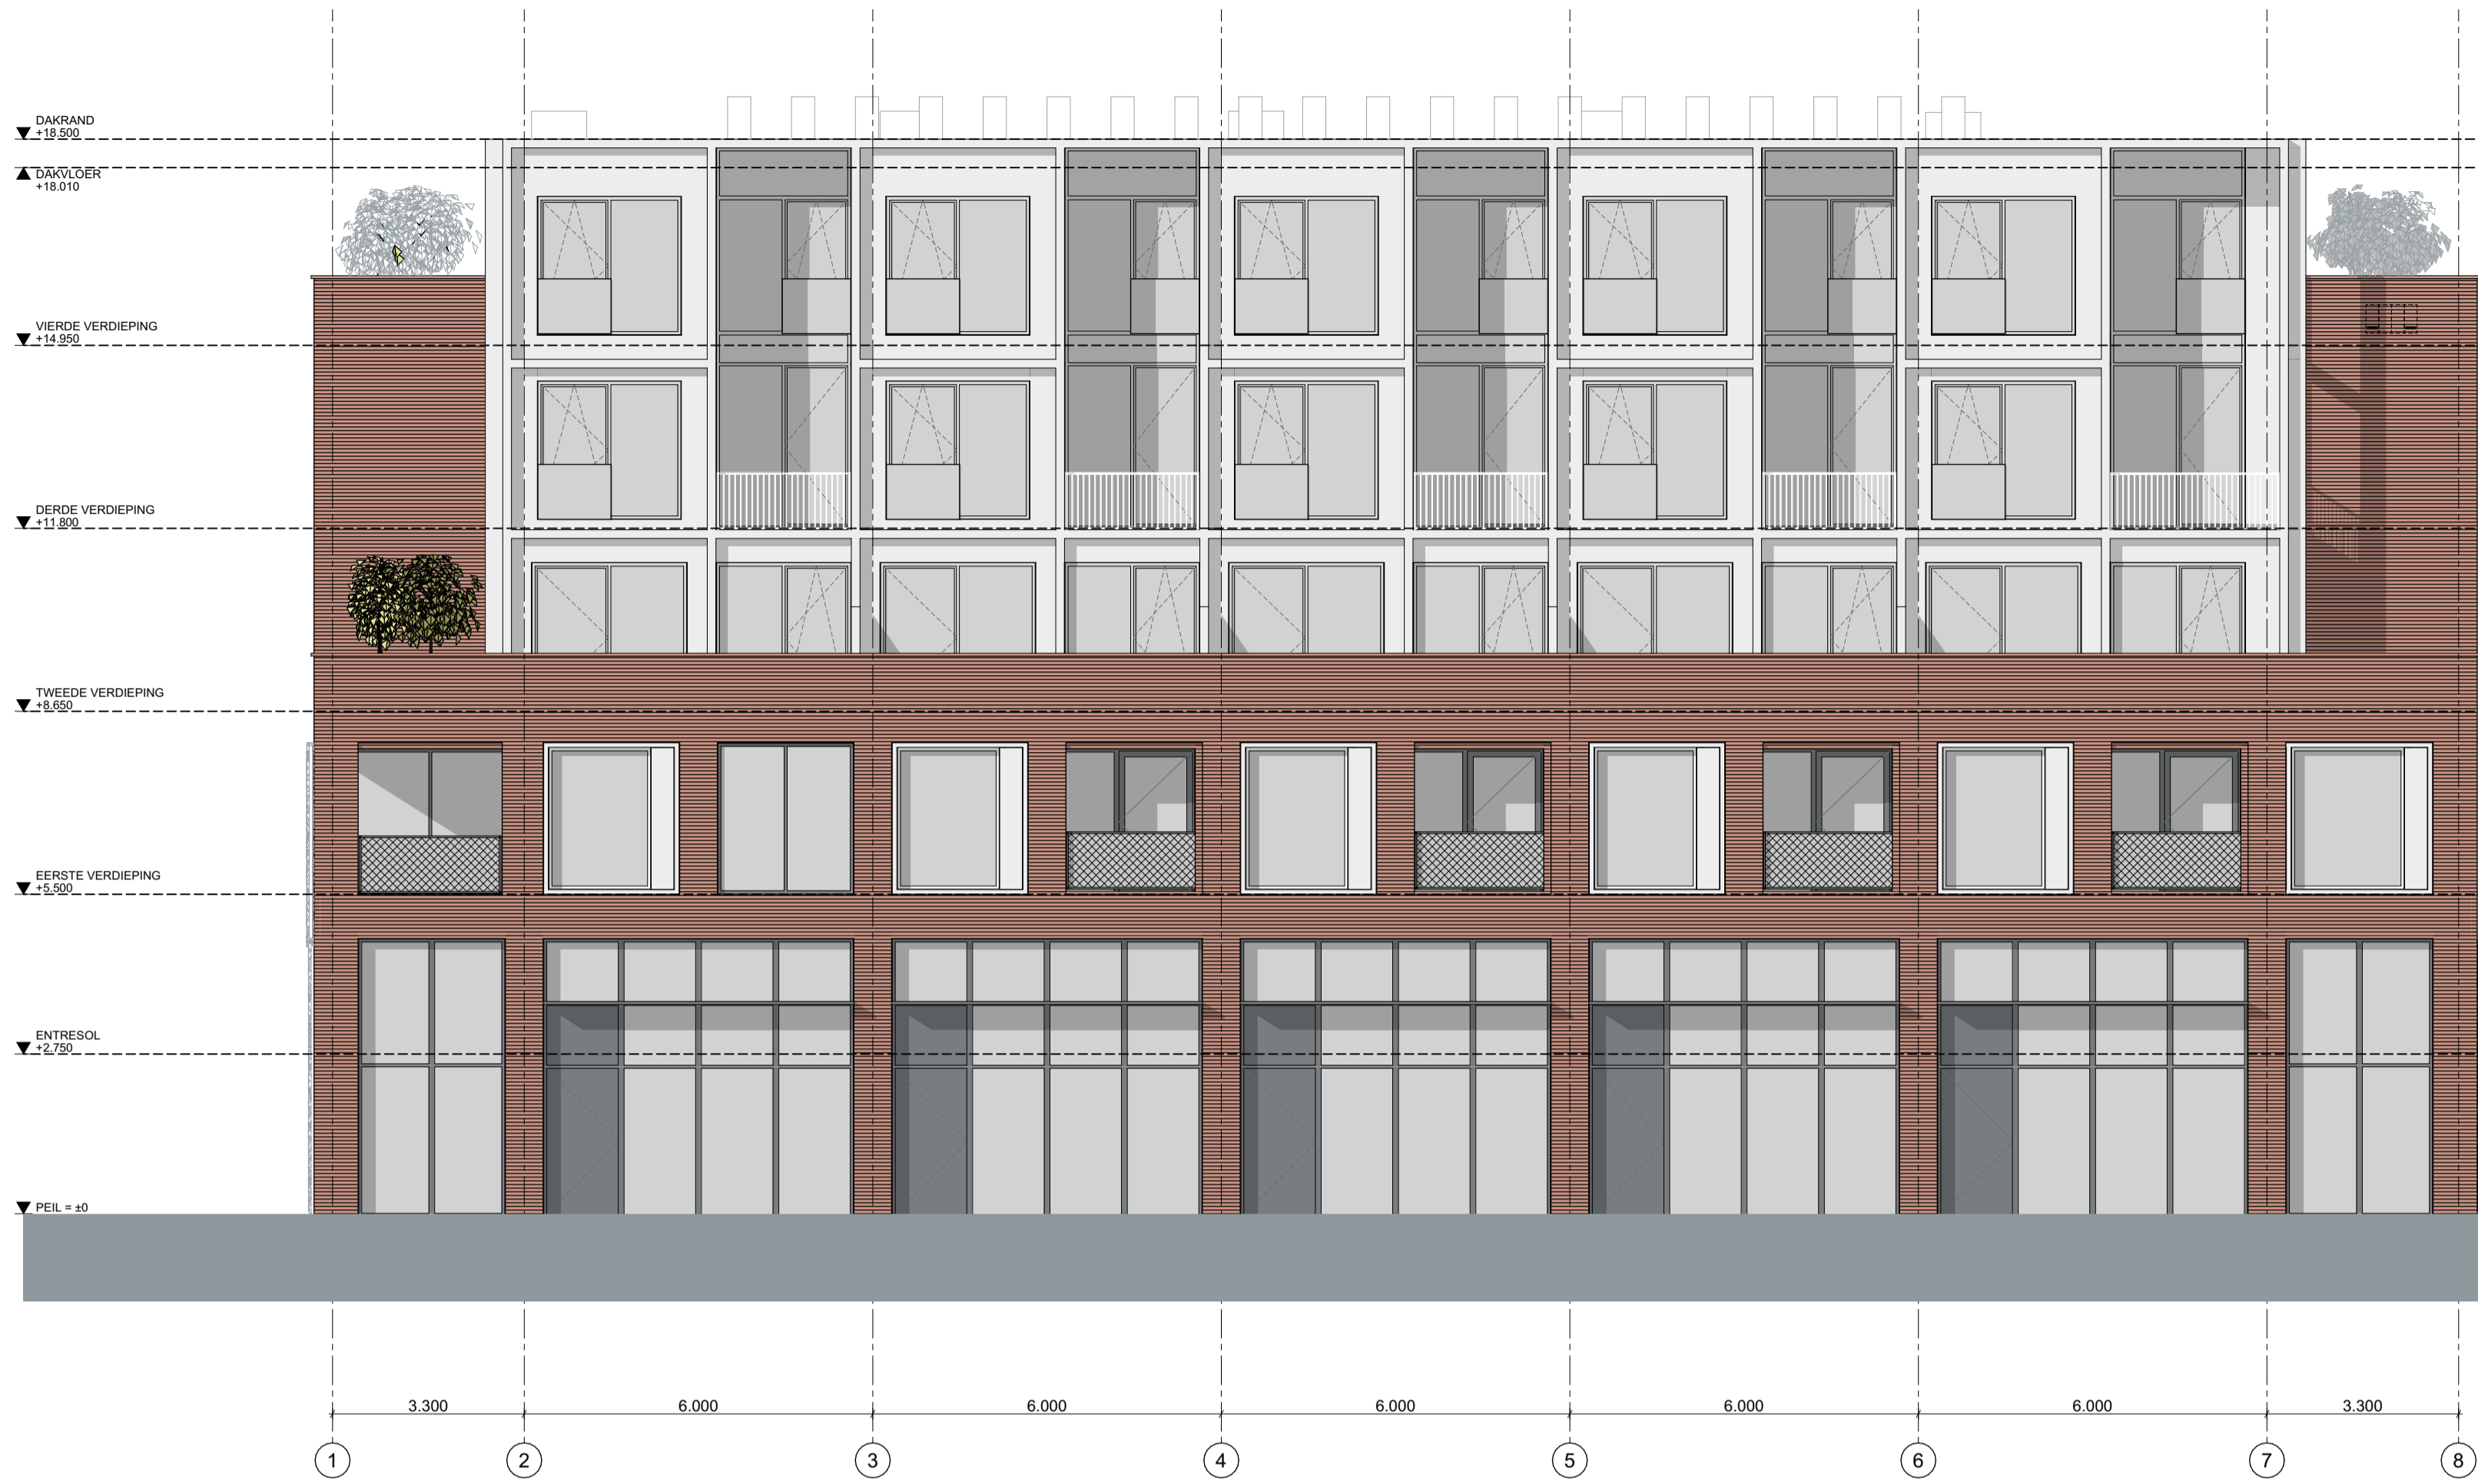 DAKRAND
+18.500
DAKVLOER
+18.010
VIERDE VERDIEPING
+14.950
DERDE VERDIEPING
+11.800
TWEEDE VERDIEPING
+8.650
EERSTE VERDIEPING
+5.500
ENTRESOL
+2.750
PEIL = ±0
3.300 6.000 6.000 6.000 6.000 6.000 3.300
1 2 3 4 5 6 7 8